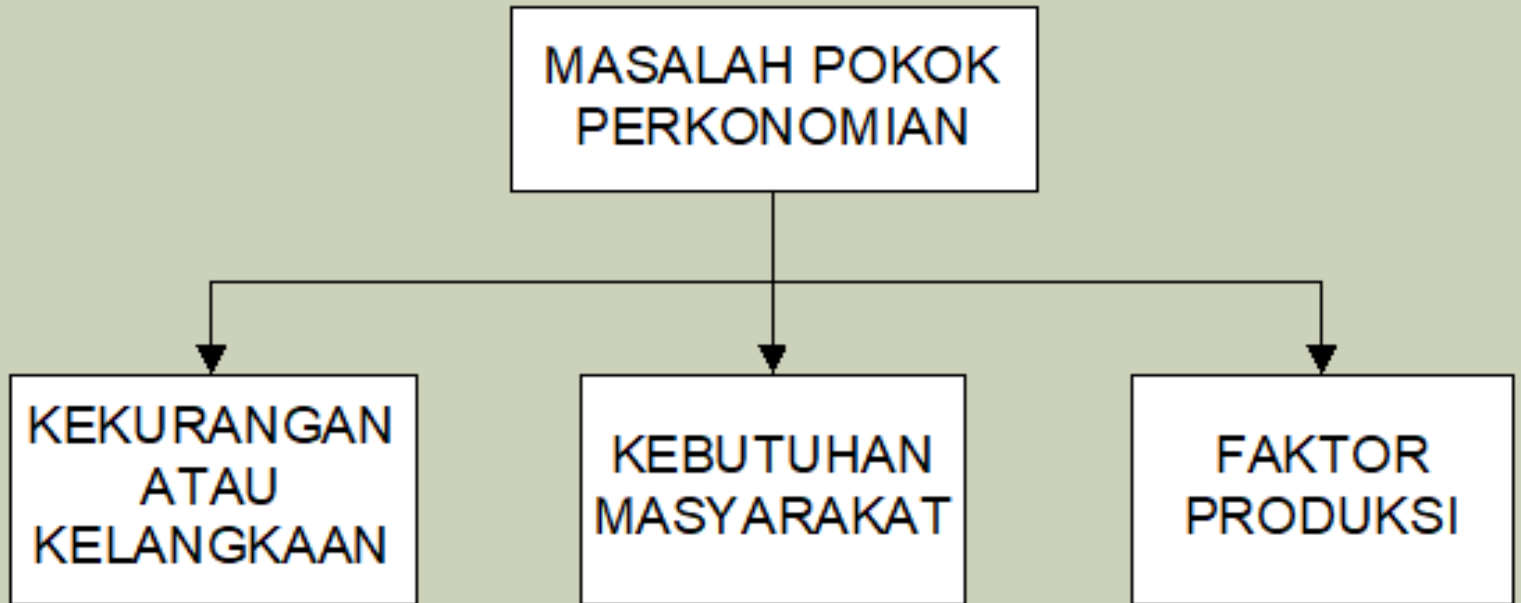 MASALAH POKOK
PERKONOMIAN
KEKURANGAN
ATAU
KELANGKAAN
KEBUTUHAN
MASYARAKAT
FAKTOR
PRODUKSI